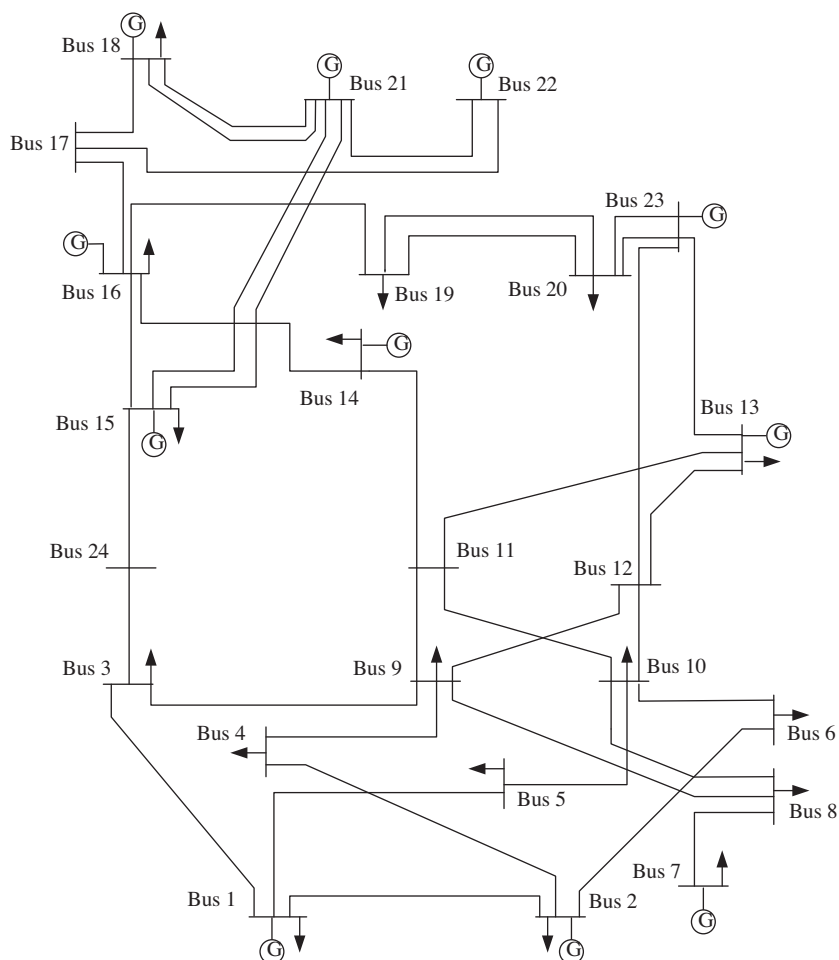 G
Bus 18
G
Bus 21
G
Bus 22
Bus 17
Bus 23
G
G
Bus 16
Bus 19
Bus 20
G
Bus 14
Bus 15
G
Bus 13
G
Bus 24
Bus 11
Bus 12
Bus 3
Bus 9
Bus 10
Bus 4
Bus 6
Bus 5
Bus 8
Bus 7
Bus 1
Bus 2
G
G
G